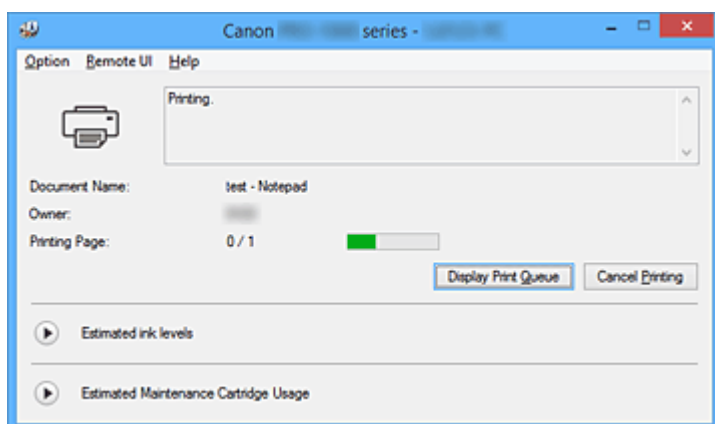 Canon series -
Option Remote UI Help
Printing.
Document Name: test - Notepad
Owner:
Printing Page: 0 / 1
Display Print Queue Cancel Printing
Estimated ink levels
Estimated Maintenance Cartridge Usage